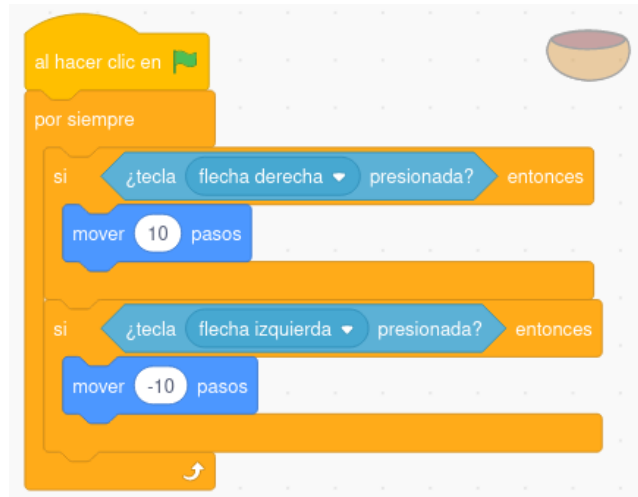 al hacer clic en
por siempre
si ¿tecla flecha derecha presionada? entonces
mover 10 pasos
si ¿tecla flecha izquierda presionada? entonces
mover -10 pasos